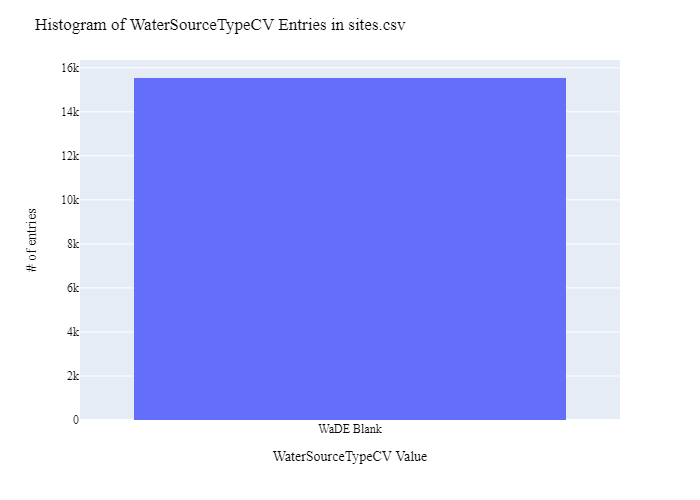 Histogram of WaterSourceTypeCV Entries in sites.csv
16k
14k
12k
10k
8k
6k
4k
2k
0
# of entries
WaDE Blank
WaterSourceTypeCV Value